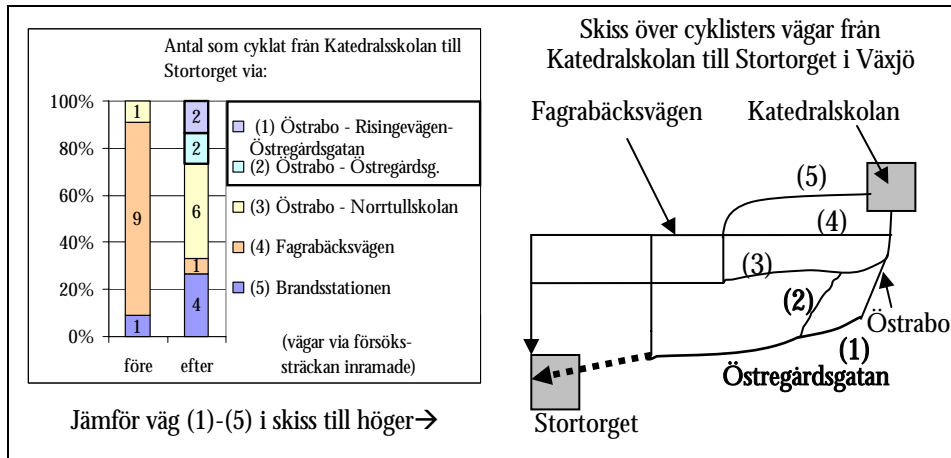 Antal som cyklat från Katedralsskolan till
Stortorget via:
100%
80%
60%
40%
20%
0%
1
9
1
2
2
6
1
4
före
efter
(1) Östrabo - Risingevägen-
Östregårdsgatan
(2) Östrabo - Östregårdsg.
(3) Östrabo - Norrtullskolan
(4) Fagrabäcksvägen
(5) Brandsstationen
(vägar via försöks-
sträckan inramade)
Jämför väg (1)-(5) i skiss till höger→
Skiss över cyklisters vägar från
Katedralskolan till Stortorget i Växjö
Fagrabäcksvägen
Katedralskolan
(5)
(4)
(3)
(2)
Östrabo
(1)
Östregårdsgatan
Stortorget